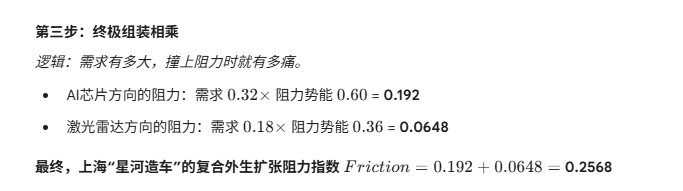 第三步：终极组装相乘
逻辑：需求有多大，撞上阻力时就有多痛。
• AI芯片方向的阻力：需求 0.32× 阻力势能 0.60 = 0.192
• 激光雷达方向的阻力：需求 0.18× 阻力势能 0.36 = 0.0648
最终，上海“星河造车”的复合外生扩张阻力指数 Friction = 0.192 + 0.0648 = 0.2568